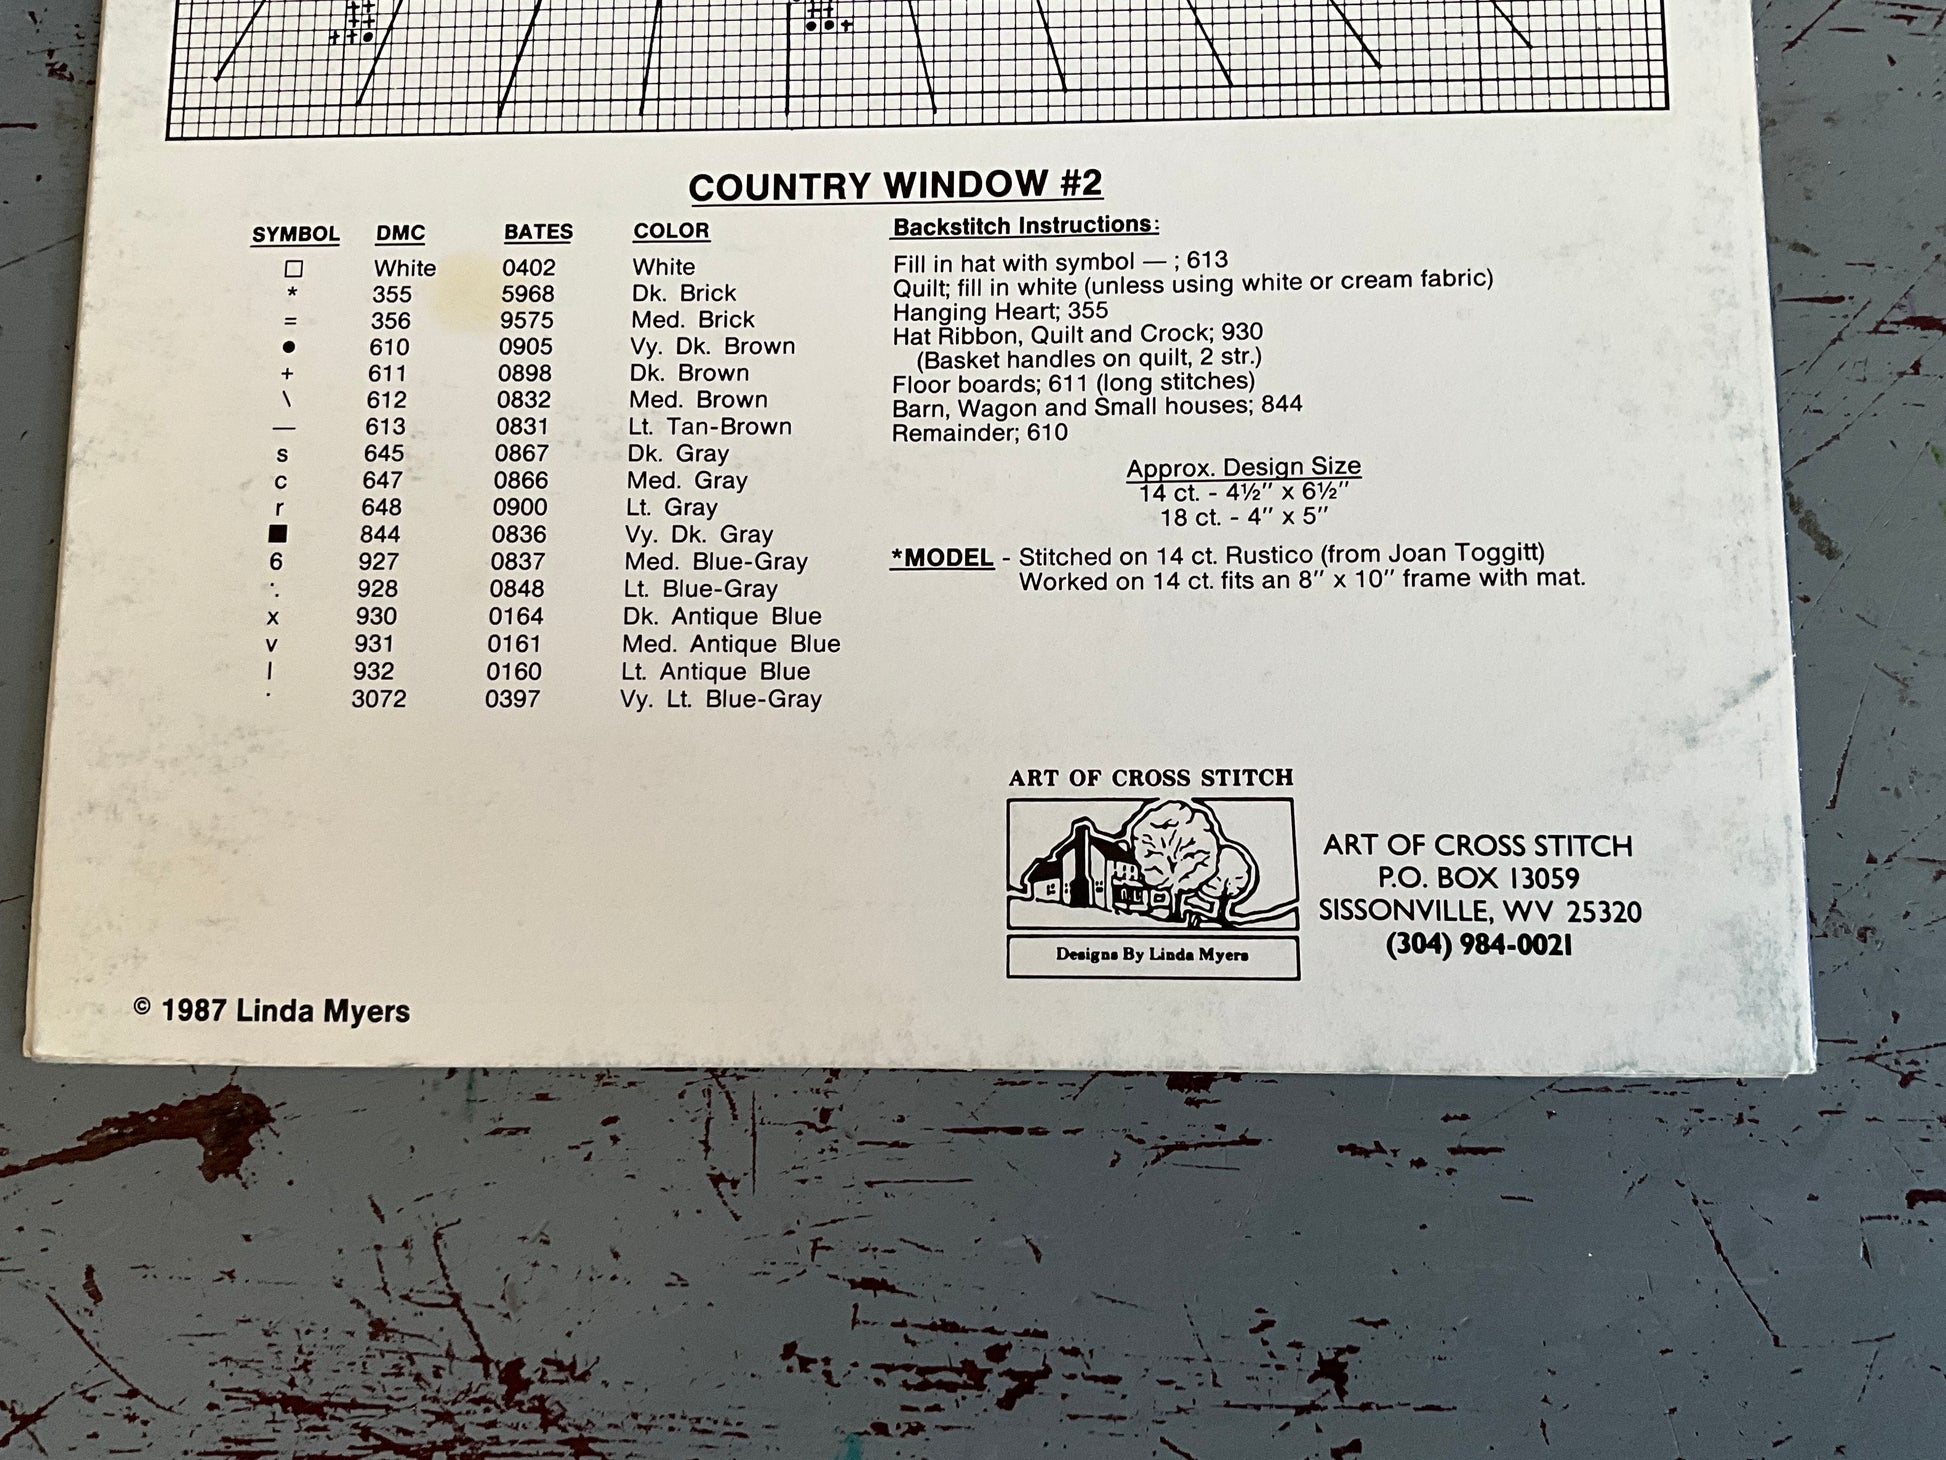 COUNTRY WINDOW #2
SYMBOL DMC BATES COLOR
□ White 0402 White
* 355 5968 Dk. Brick
= 356 9575 Med. Brick
● 610 0905 Vy. Dk. Brown
+ 611 0898 Dk. Brown
\ 612 0832 Med. Brown
— 613 0831 Lt. Tan-Brown
s 645 0867 Dk. Gray
c 647 0866 Med. Gray
r 648 0900 Lt. Gray
■ 844 0836 Vy. Dk. Gray
6 927 0837 Med. Blue-Gray
⋅. 928 0848 Lt. Blue-Gray
x 930 0164 Dk. Antique Blue
v 931 0161 Med. Antique Blue
I 932 0160 Lt. Antique Blue
· 3072 0397 Vy. Lt. Blue-Gray
Backstitch Instructions:
Fill in hat with symbol — ; 613
Quilt; fill in white (unless using white or cream fabric)
Hanging Heart; 355
Hat Ribbon, Quilt and Crock; 930
(Basket handles on quilt, 2 str.)
Floor boards; 611 (long stitches)
Barn, Wagon and Small houses; 844
Remainder; 610
Approx. Design Size
14 ct. - 4½″ x 6½″
18 ct. - 4″ x 5″
*MODEL - Stitched on 14 ct. Rustico (from Joan Toggitt)
Worked on 14 ct. fits an 8″ x 10″ frame with mat.
ART OF CROSS STITCH
Designs By Linda Myers
ART OF CROSS STITCH
P.O. BOX 13059
SISSONVILLE, WV 25320
(304) 984-0021
© 1987 Linda Myers